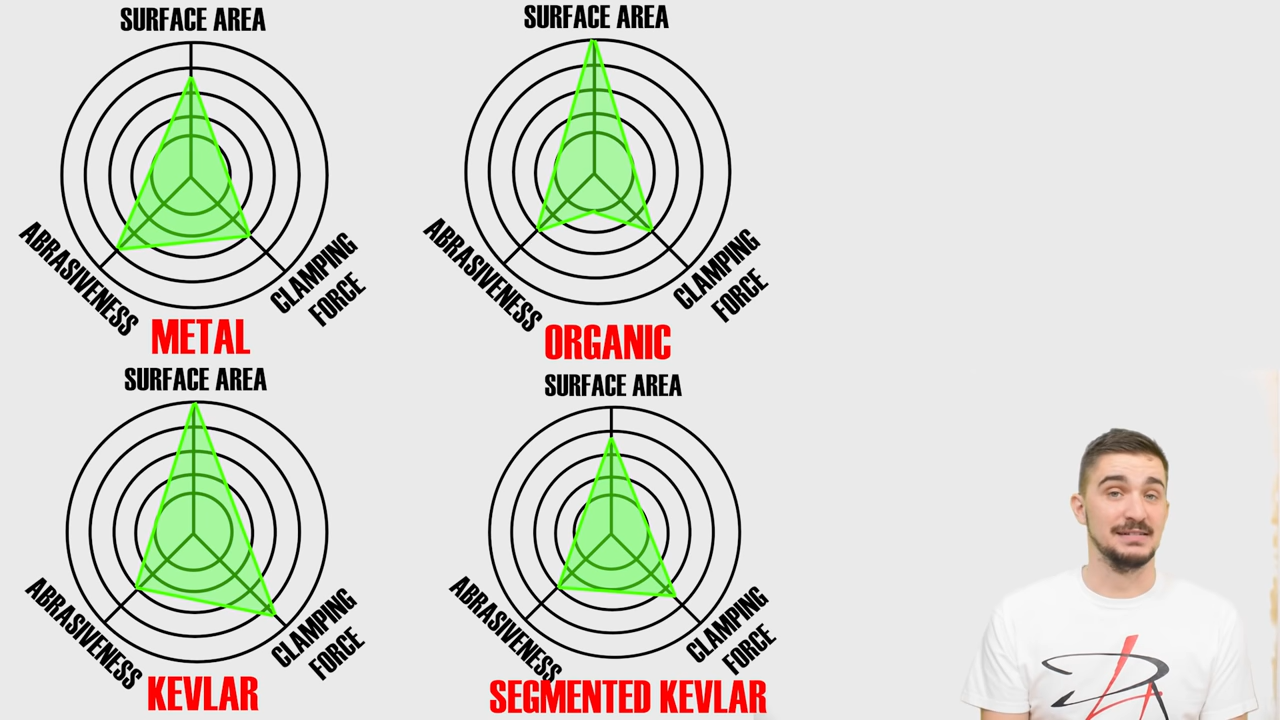 SURFACE AREA
ABRASIVENESS
CLAMPING
FORCE
METAL
SURFACE AREA
ABRASIVENESS
CLAMPING
FORCE
ORGANIC
SURFACE AREA
ABRASIVENESS
CLAMPING
FORCE
KEVLAR
SURFACE AREA
ABRASIVENESS
CLAMPING
FORCE
SEGMENTED KEVLAR